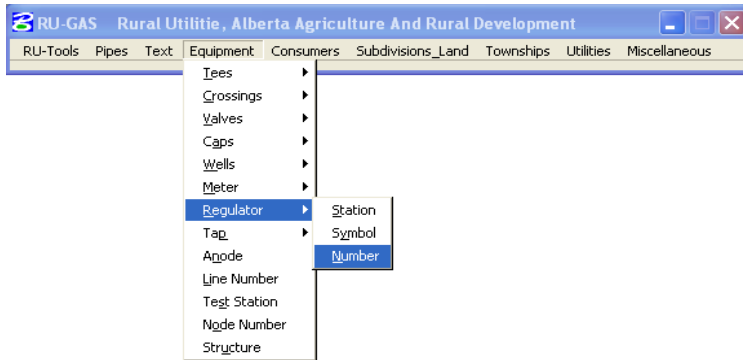 RU-GAS Rural Utilitie, Alberta Agriculture And Rural Development
RU-Tools Pipes Text Equipment Consumers Subdivisions_Land Townships Utilities Miscellaneous
Tees
Crossings
Valves
Caps
Wells
Meter
Regulator Station
Tap Symbol
Anode Number
Line Number
Test Station
Node Number
Structure